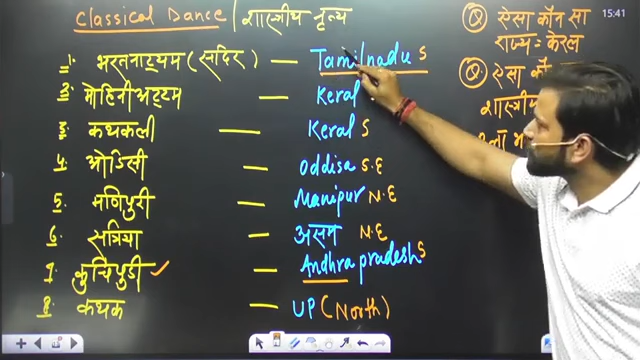 Classical Dance / शास्त्रीय नृत्य
15:41
1. भरतनाट्यम (सदिर) — Tamilnadu S
2. मोहिनीअट्टम — Keral
3. कथकली — Keral S
4. ओडिसी — Oddisa S.E
5. मणिपुरी — Manipur N.E
6. सत्रिया — असम N.E
7. कुचिपुडी ✓ — Andhra pradesh S
8. कथक — UP (North)
Q ऐसा कौन सा
राज्य = केरल
Q. ऐसा कौ
शास्त्री